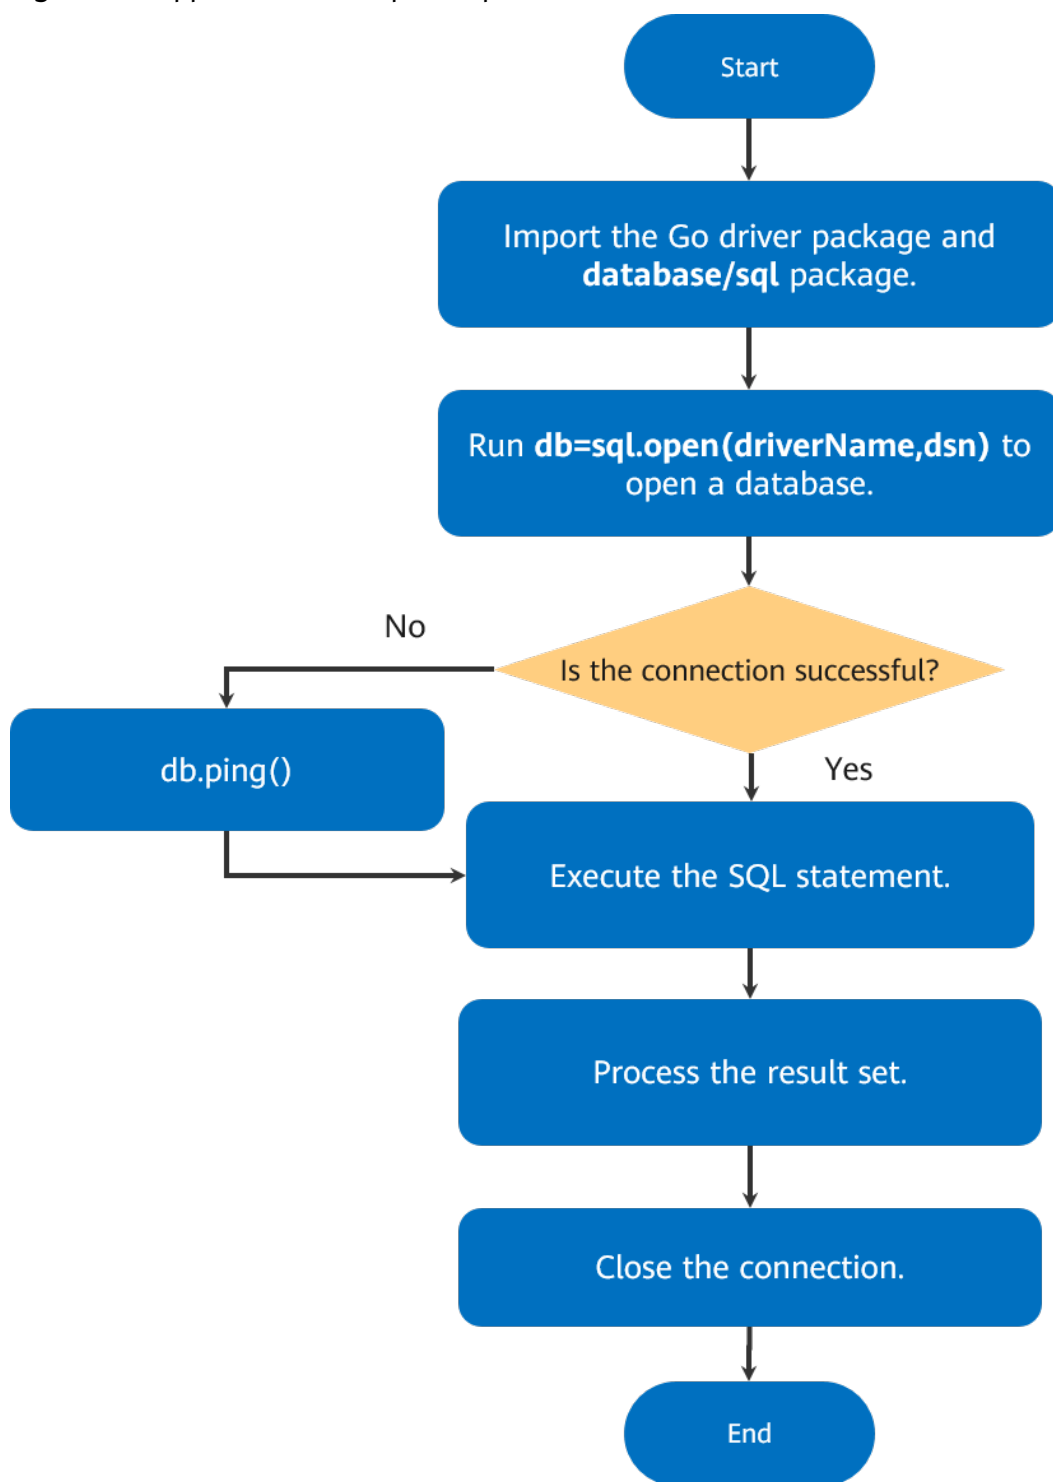 Start
Import the Go driver package and
database/sql package.
Run db=sql.open(driverName,dsn) to
open a database.
No
Is the connection successful?
db.ping()
Yes
Execute the SQL statement.
Process the result set.
Close the connection.
End